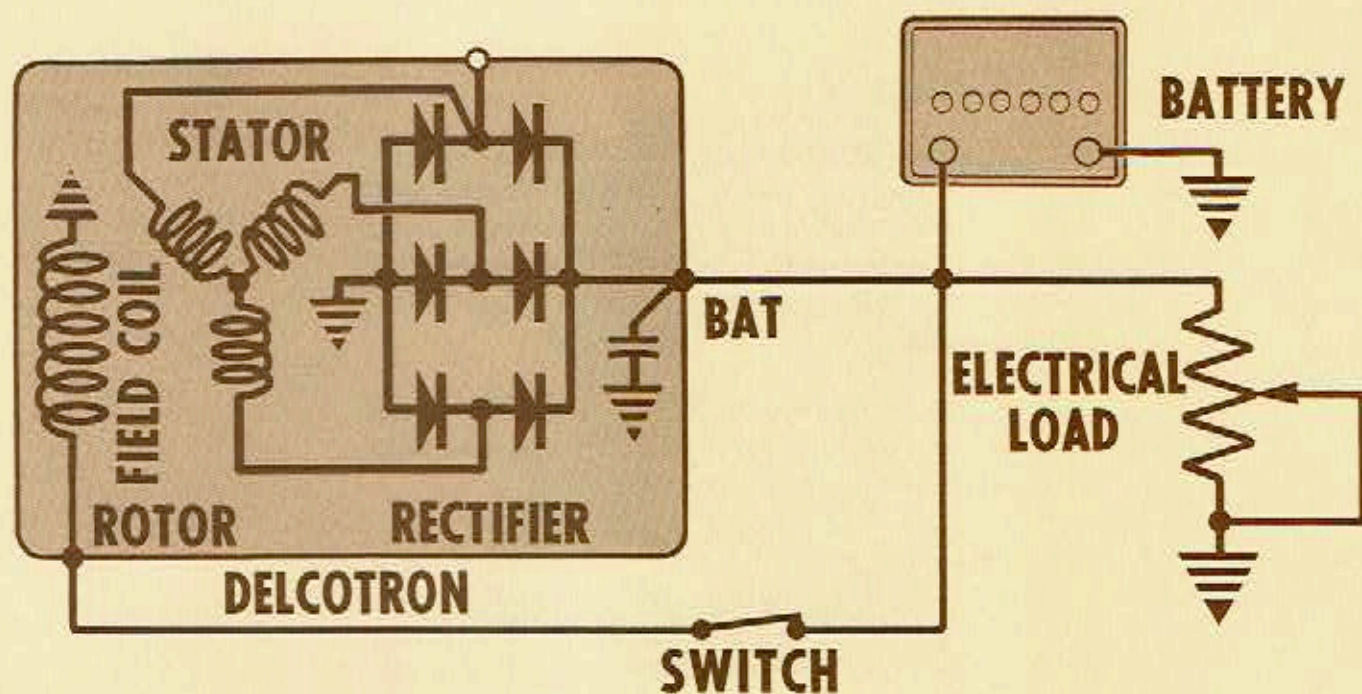 STATOR
BATTERY
FIELD COIL
BAT
ELECTRICAL
LOAD
ROTOR
RECTIFIER
DELCOTRON
SWITCH